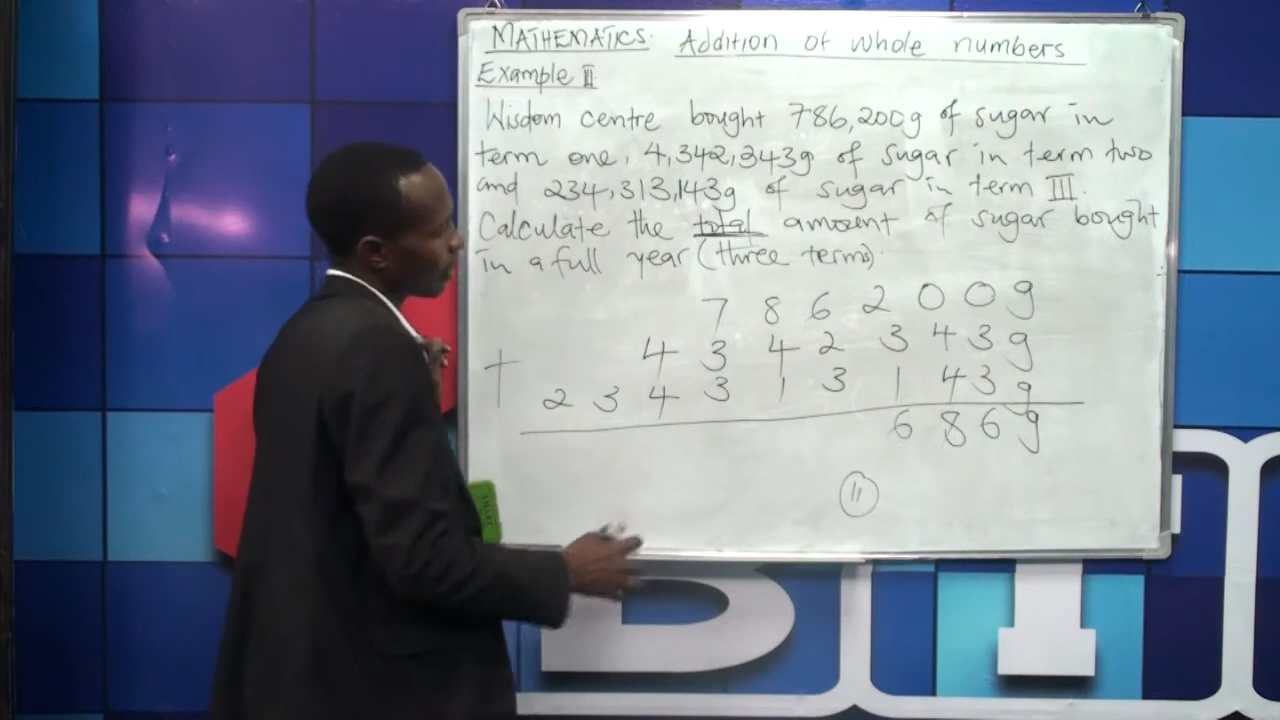 MATHEMATICS. Addition of whole numbers
Example II
Wisdom centre bought 786,200g of sugar in
term one, 4,342,343g of sugar in term two
and 234,313,143g of sugar in term III.
Calculate the total amount of sugar bought
in a full year (three terms).
7 8 6 2 0 0 g
4 3 4 2 3 4 3 g
+ 2 3 4 3 1 3 1 4 3 g
6 8 6 g
11